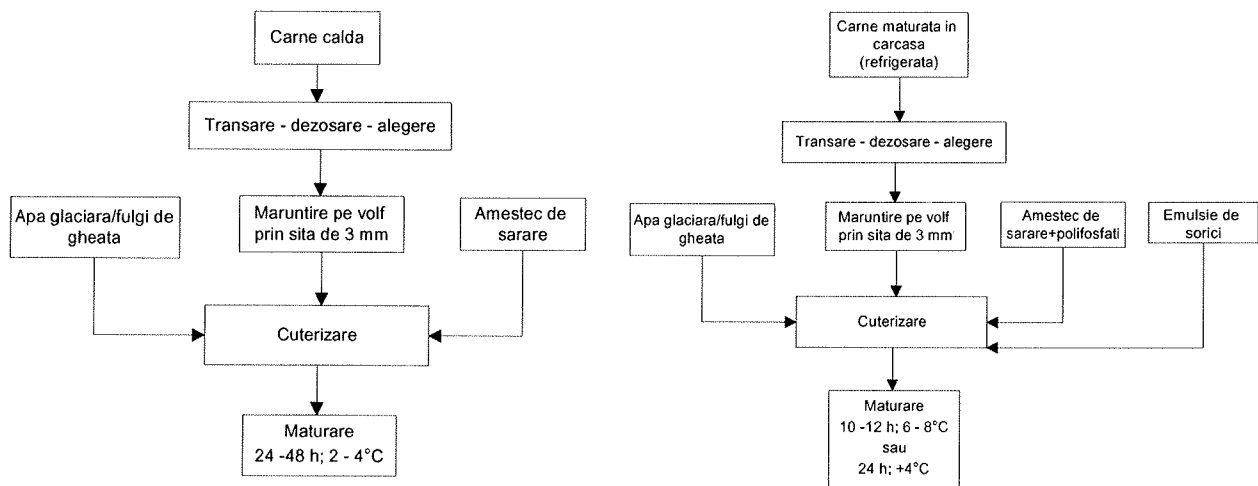 Carne calda
Transare - dezosare - alegere
Apa glaciara/fulgi de
gheata
Maruntire pe volf
prin sita de 3 mm
Amestec de
sarare
Cuterizare
Maturare
24 -48 h; 2 - 4°C
Carne maturata in
carcasa
(refrigerata)
Transare - dezosare - alegere
Apa glaciara/fulgi de
gheata
Maruntire pe volf
prin sita de 3 mm
Amestec de
sarare+polifosfati
Emulsie de
sorici
Cuterizare
Maturare
10 -12 h; 6 - 8°C
sau
24 h; +4°C